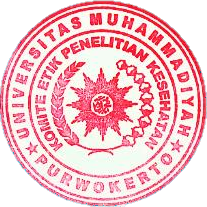 UNIVERSITAS MUHAMMADIYAH
PURWOKERTO
KOMITE ETIK PENELITIAN KESEHATAN